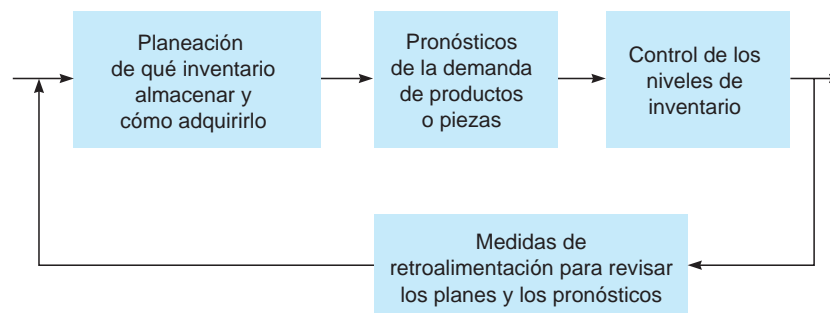 Planeación
de qué inventario
almacenar y
cómo adquirirlo
Pronósticos
de la demanda
de productos
o piezas
Control de los
niveles de
inventario
Medidas de
retroalimentación para revisar
los planes y los pronósticos